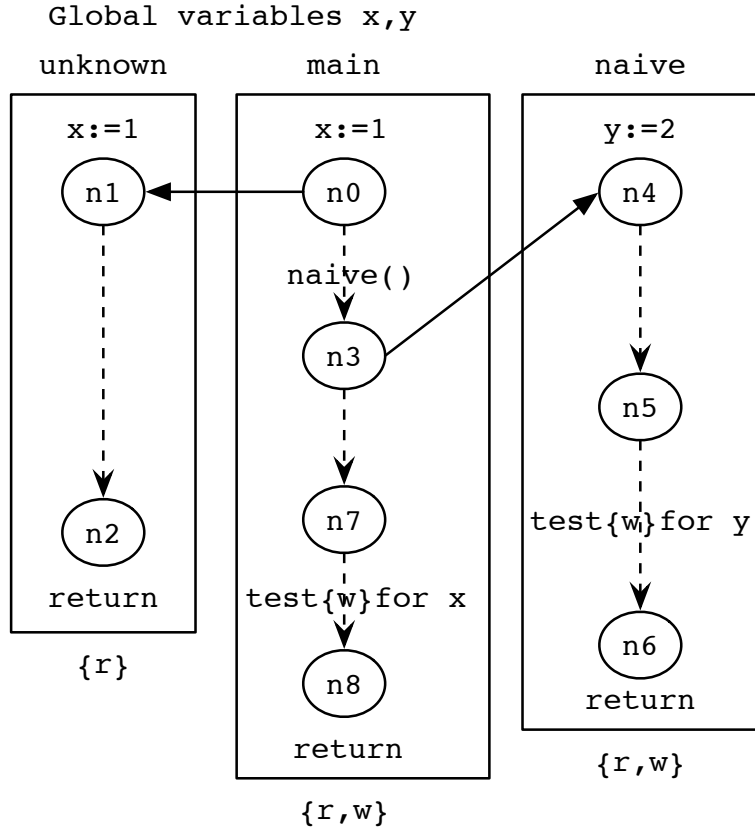 Global variables x,y
unknown
main
naive
x:=1
x:=1
y:=2
n1
n0
n4
naive()
n3
n5
n7
n2
test{w}for y
return
test{w}for x
n6
{r}
n8
return
return
{r,w}
{r,w}